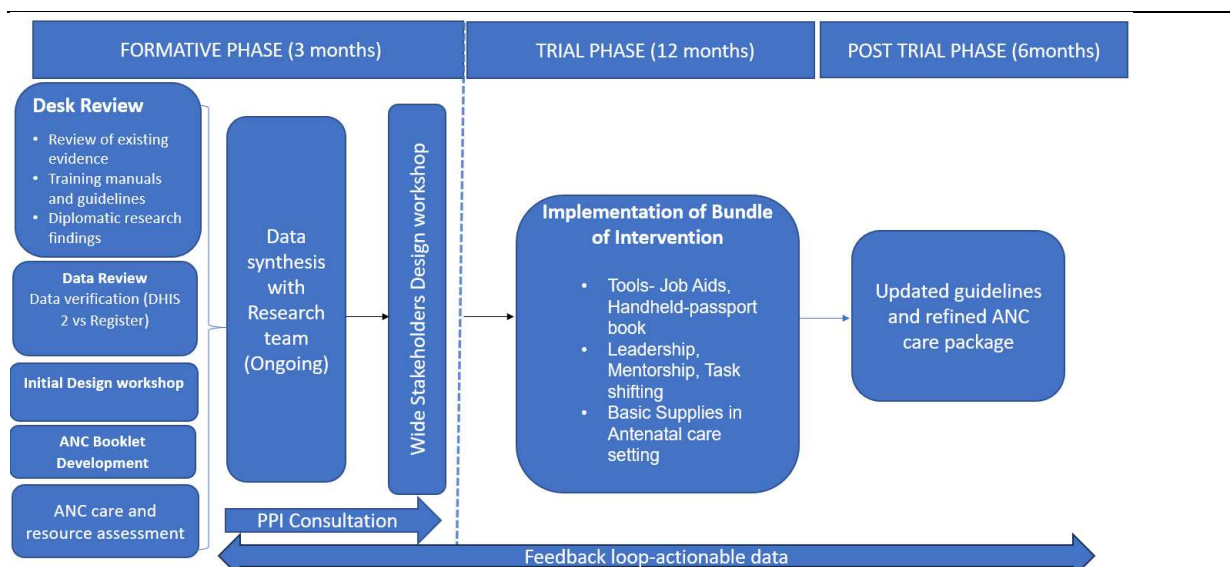 FORMATIVE PHASE (3 months)
TRIAL PHASE (12 months)
POST TRIAL PHASE (6months)
Desk Review
• Review of existing
evidence
• Training manuals
and guidelines
• Diplomatic research
findings
Data Review
Data verification (DHIS
2 vs Register)
Initial Design workshop
ANC Booklet
Development
ANC care and
resource assessment
Data
synthesis
with
Research
team
(Ongoing)
Wide Stakeholders Design workshop
PPI Consultation
Implementation of Bundle
of Intervention
• Tools- Job Aids,
Handheld-passport
book
• Leadership,
Mentorship, Task
shifting
• Basic Supplies in
Antenatal care
setting
Updated guidelines
and refined ANC
care package
Feedback loop-actionable data